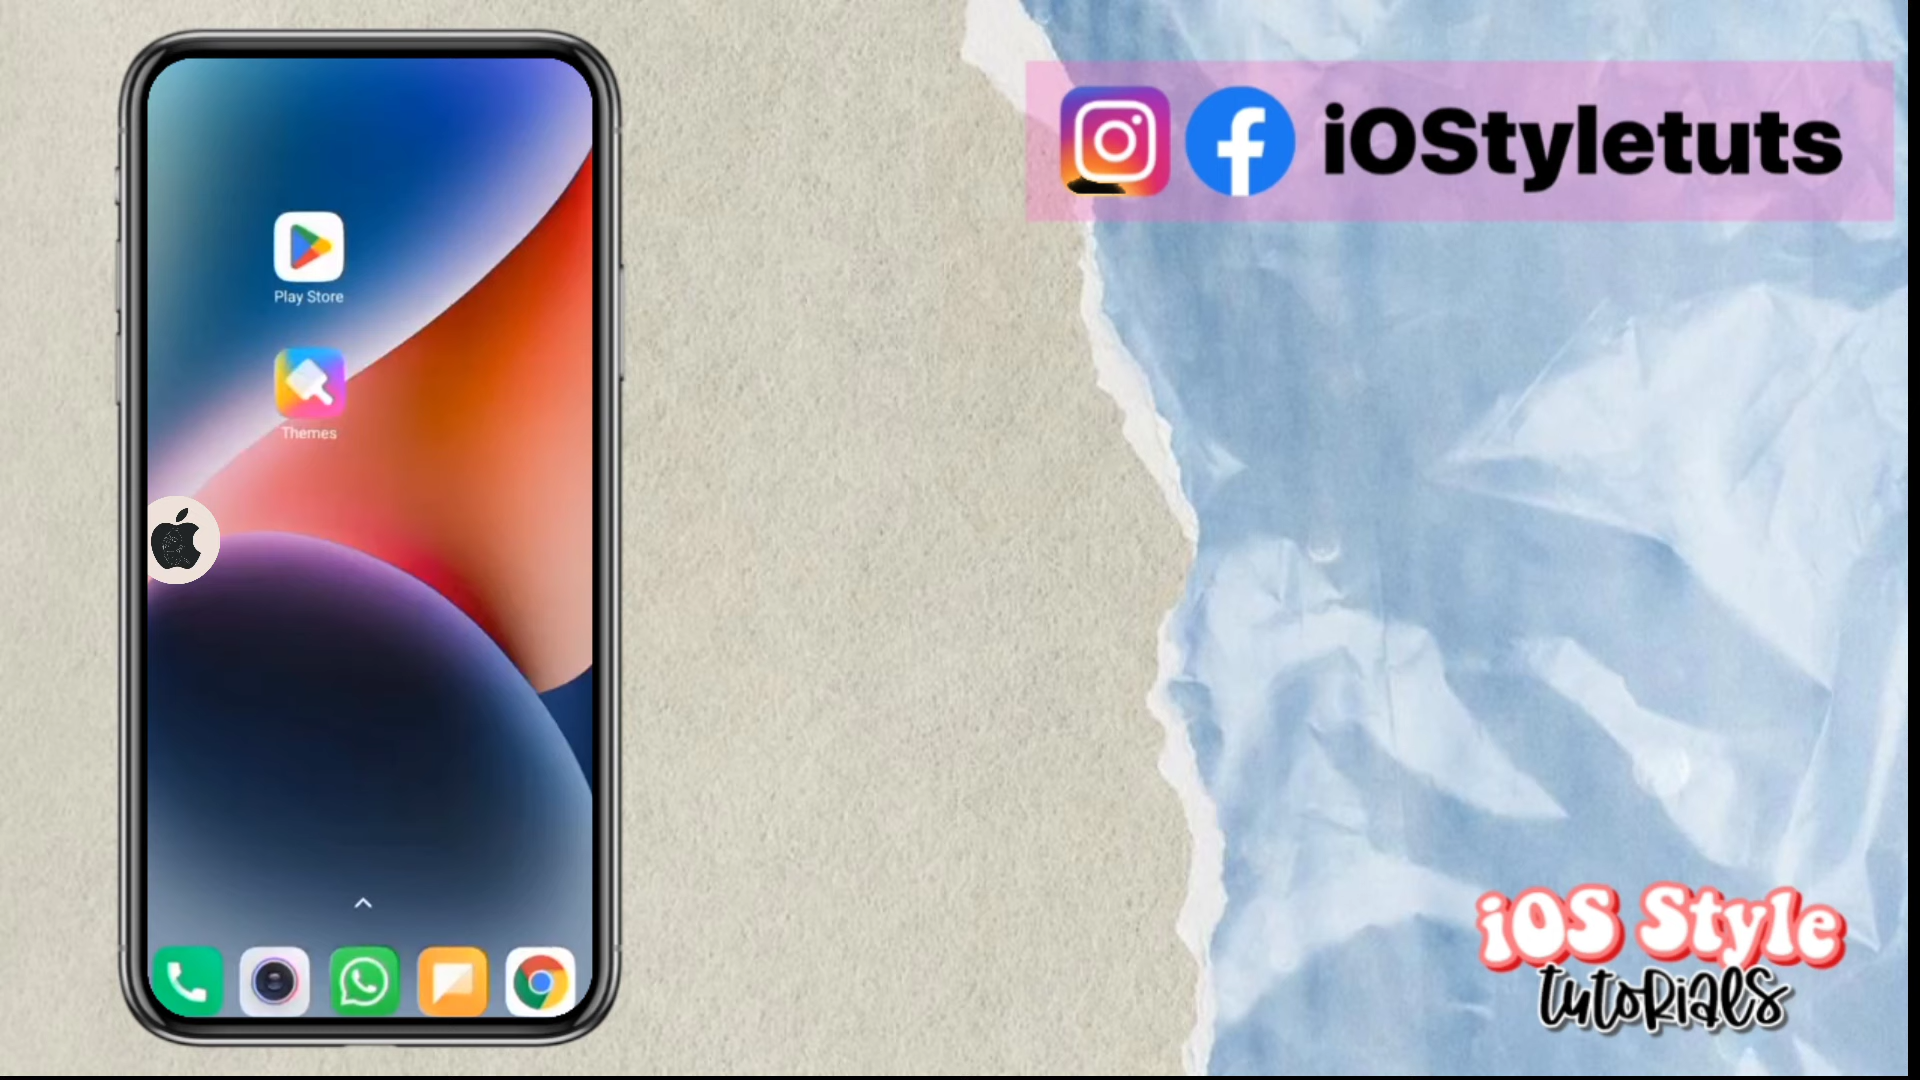 iOStyletuts
Play Store
Themes
iOS Style
tutorials